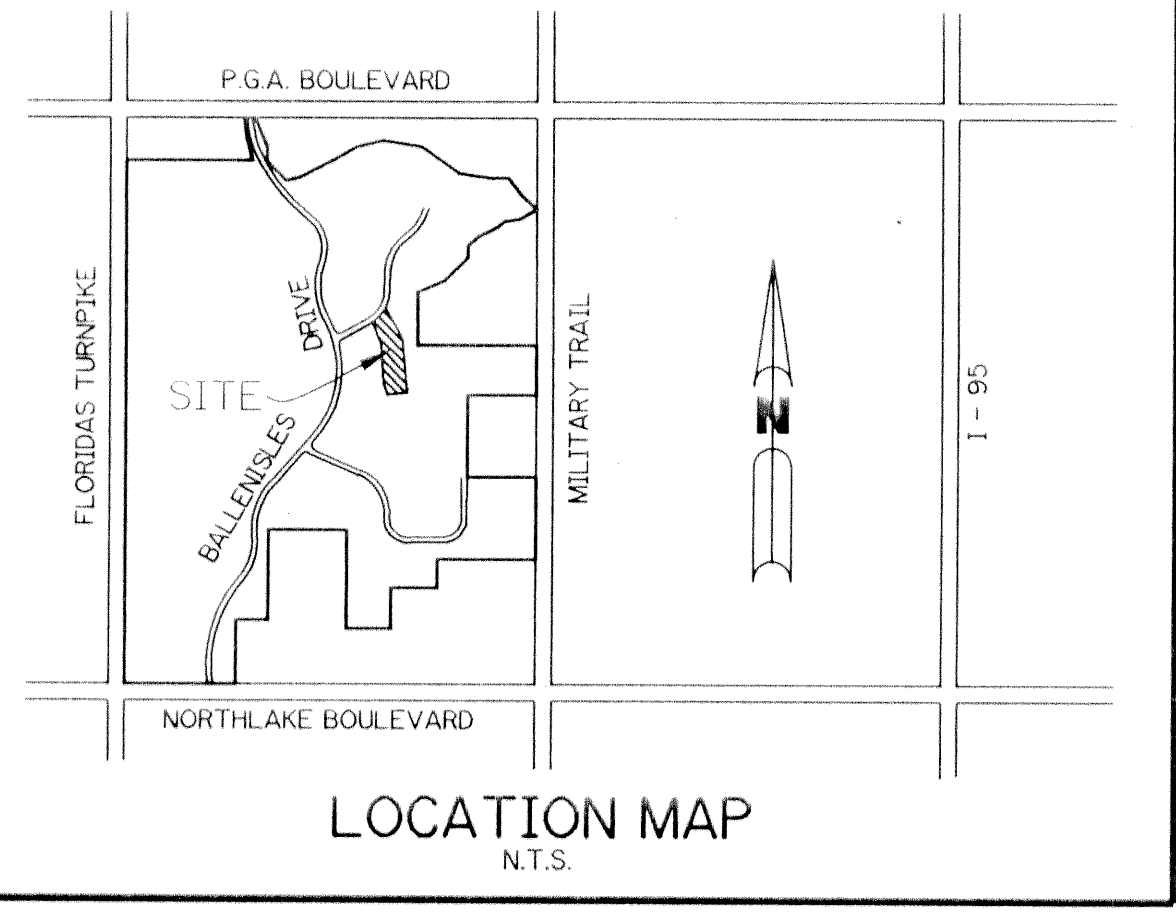 P.G.A. BOULEVARD
FLORIDAS TURNPIKE
DRIVE
SITE
BALLENISLES
MILITARY TRAIL
N
I - 95
NORTHLAKE BOULEVARD
LOCATION MAP
N.T.S.